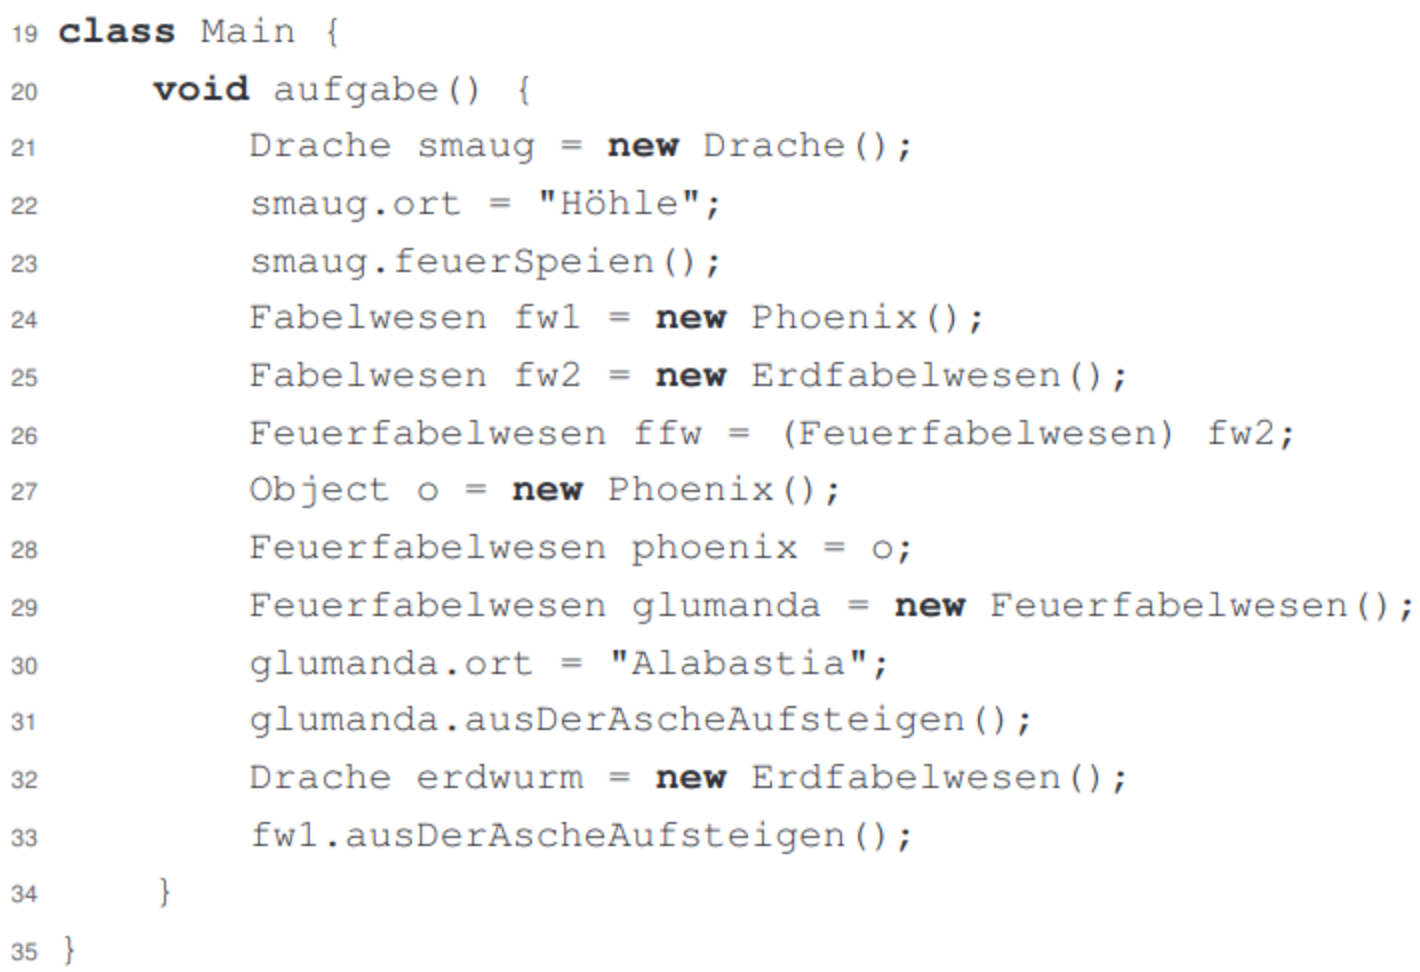 19 class Main {
20 void aufgabe() {
21 Drache smaug = new Drache();
22 smaug.ort = "Höhle";
23 smaug.feuerSpeien();
24 Fabelwesen fw1 = new Phoenix();
25 Fabelwesen fw2 = new Erdfabelwesen();
26 Feuerfabelwesen ffw = (Feuerfabelwesen) fw2;
27 Object o = new Phoenix();
28 Feuerfabelwesen phoenix = o;
29 Feuerfabelwesen glumanda = new Feuerfabelwesen();
30 glumanda.ort = "Alabastia";
31 glumanda.ausDerAscheAufsteigen();
32 Drache erdwurm = new Erdfabelwesen();
33 fw1.ausDerAscheAufsteigen();
34 }
35 }